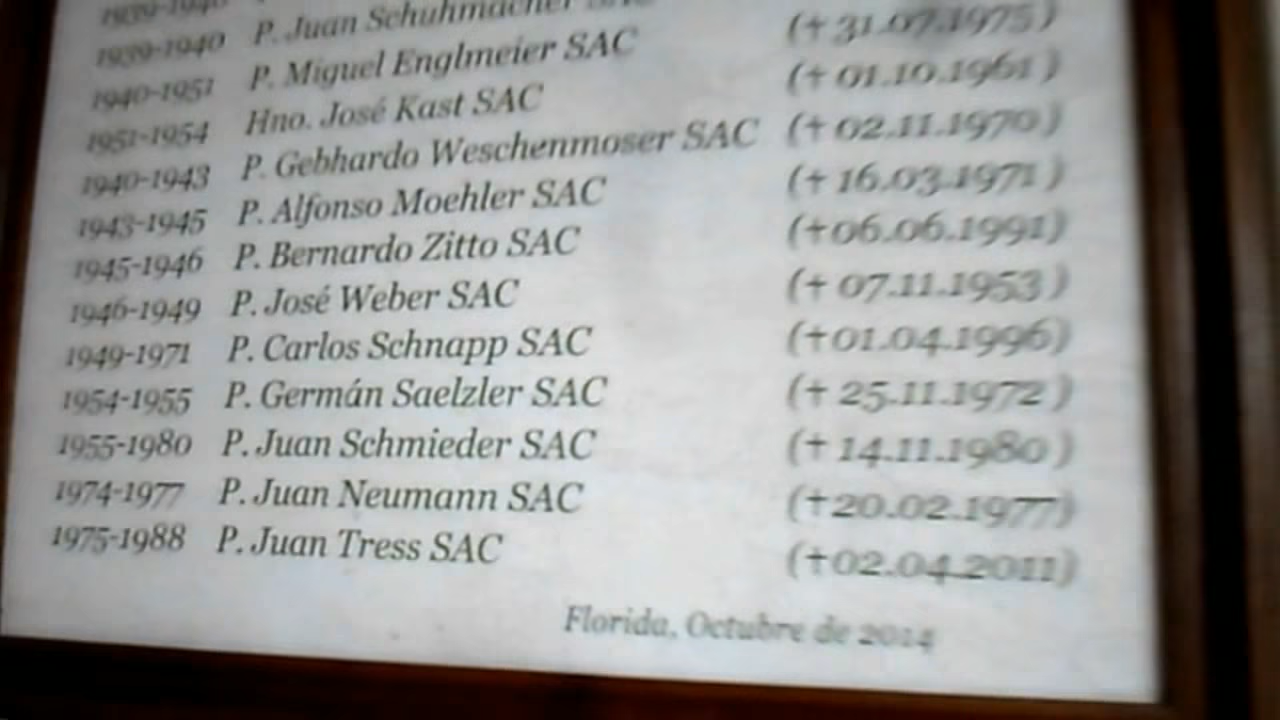 1939-1940 P. Juan Schuhmacher SAC
1940-1951 P. Miguel Englmeier SAC (+ 31.07.1975)
1951-1954 Hno. José Kast SAC (+ 01.10.1961 )
1940-1943 P. Gebhardo Weschenmoser SAC (+ 02.11.1970)
1943-1945 P. Alfonso Moehler SAC (+ 16.03.1971 )
1945-1946 P. Bernardo Zitto SAC (+06.06.1991)
1946-1949 P. José Weber SAC (+ 07.11.1953 )
1949-1971 P. Carlos Schnapp SAC (+01.04.1996)
1954-1955 P. Germán Saelzler SAC (+ 25.11.1972 )
1955-1980 P. Juan Schmieder SAC (+ 14.11.1980 )
1974-1977 P. Juan Neumann SAC (+20.02.1977)
1975-1988 P. Juan Tress SAC (+02.04.2011)
Florida, Octubre de 2014